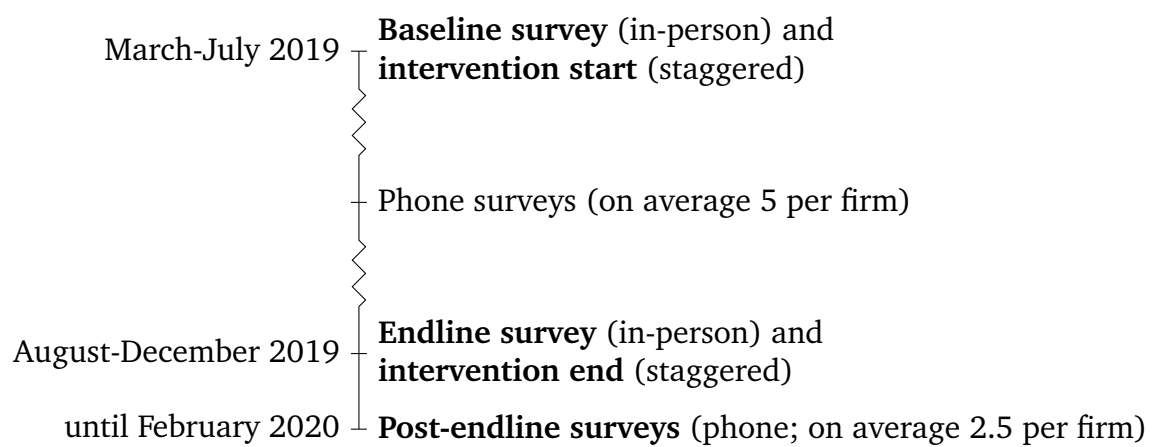 March-July 2019
Baseline survey (in-person) and
intervention start (staggered)
Phone surveys (on average 5 per firm)
August-December 2019
Endline survey (in-person) and
intervention end (staggered)
until February 2020
Post-endline surveys (phone; on average 2.5 per firm)